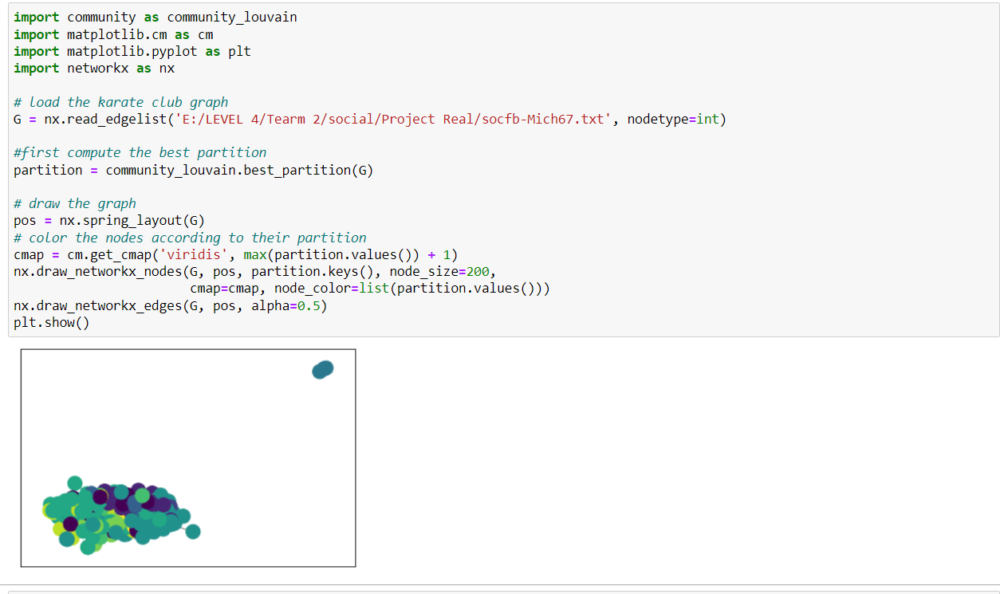 import community as community_louvain
import matplotlib.cm as cm
import matplotlib.pyplot as plt
import networkx as nx
# load the karate club graph
G = nx.read_edgelist('E:/LEVEL 4/Tearm 2/social/Project Real/socfb-Mich67.txt', nodetype=int)
#first compute the best partition
partition = community_louvain.best_partition(G)
# draw the graph
pos = nx.spring_layout(G)
# color the nodes according to their partition
cmap = cm.get_cmap('viridis', max(partition.values()) + 1)
nx.draw_networkx_nodes(G, pos, partition.keys(), node_size=200,
                       cmap=cmap, node_color=list(partition.values()))
nx.draw_networkx_edges(G, pos, alpha=0.5)
plt.show()